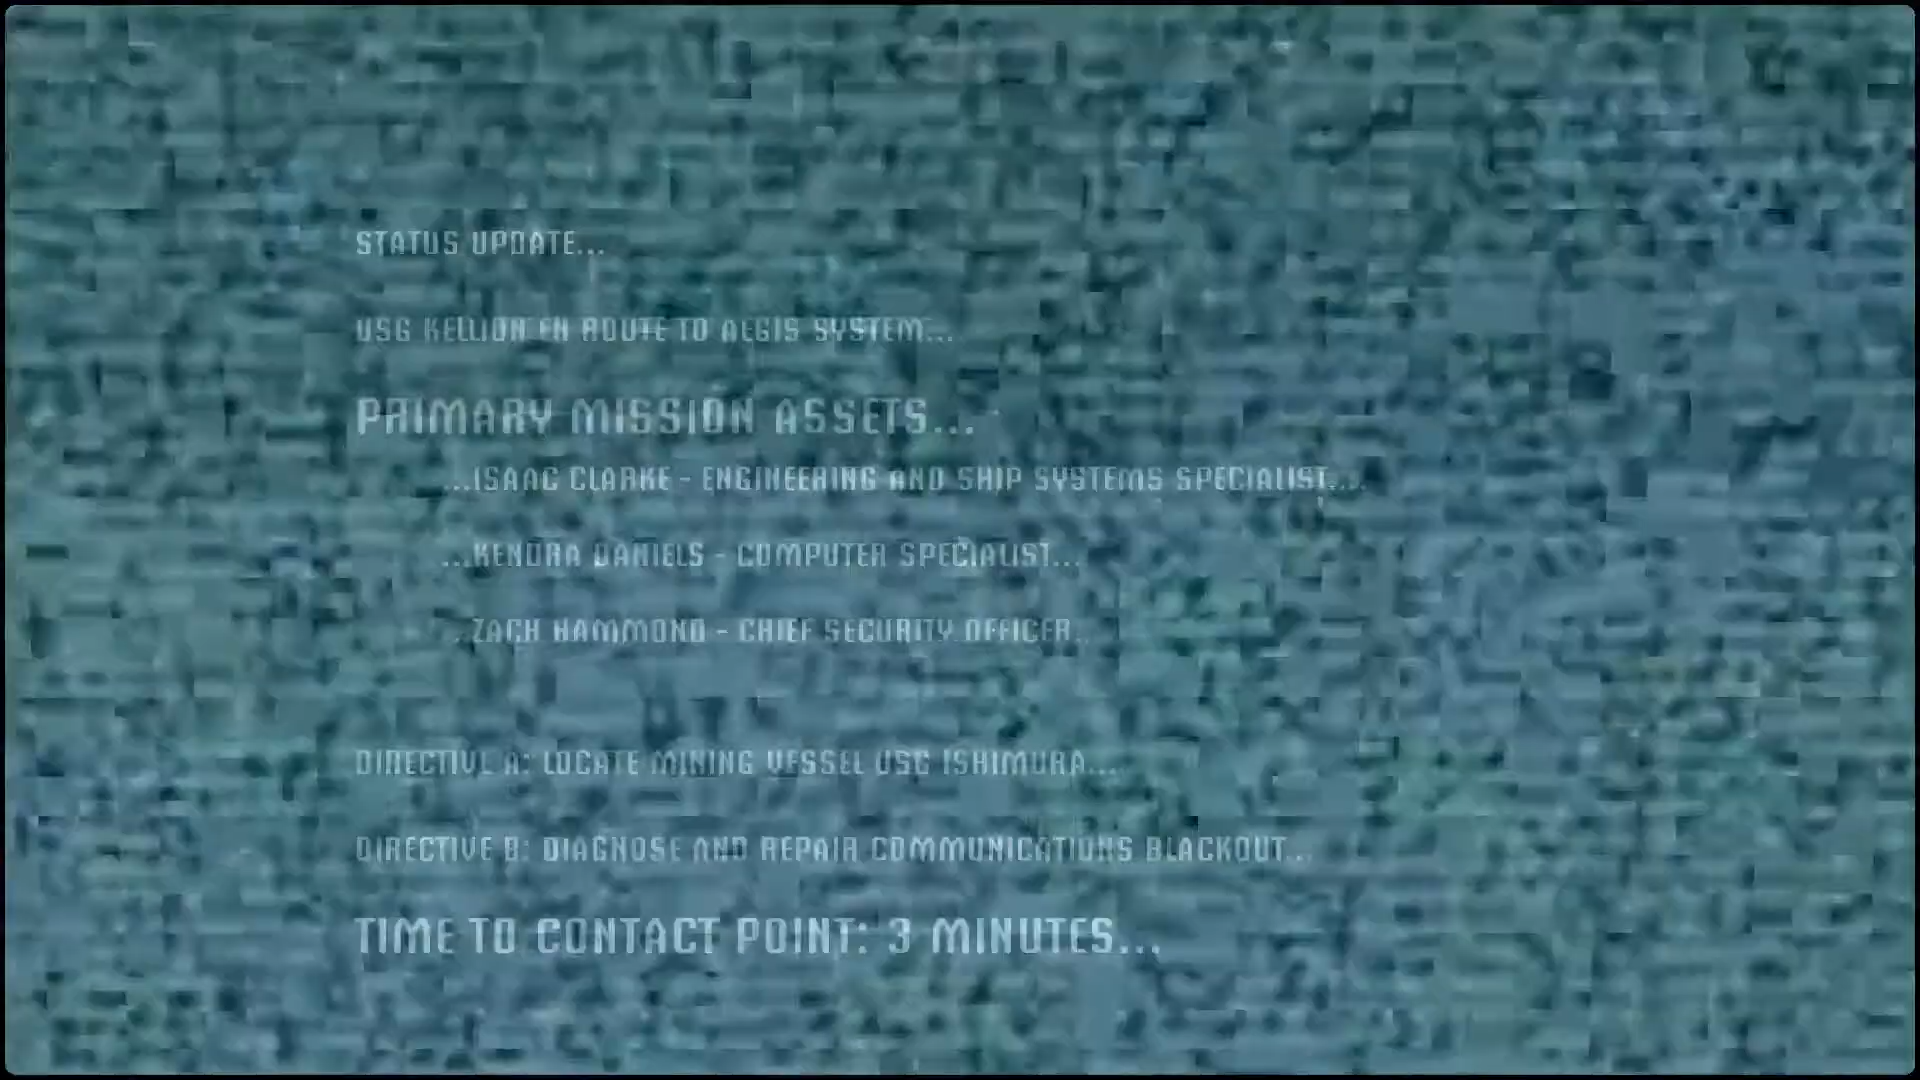 STATUS UPDATE...
USG KELLION EN ROUTE TO AEGIS SYSTEM...
PRIMARY MISSION ASSETS...
...ISAAC CLARKE - ENGINEERING AND SHIP SYSTEMS SPECIALIST...
...KENDRA DANIELS - COMPUTER SPECIALIST...
...ZACH HAMMOND - CHIEF SECURITY OFFICER...
DIRECTIVE A: LOCATE MINING VESSEL USG ISHIMURA...
DIRECTIVE B: DIAGNOSE AND REPAIR COMMUNICATIONS BLACKOUT...
TIME TO CONTACT POINT: 3 MINUTES...